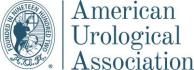 FOUNDED IN NINETEEN HUNDRED TWO
A.U.A.
®
American
Urological
Association